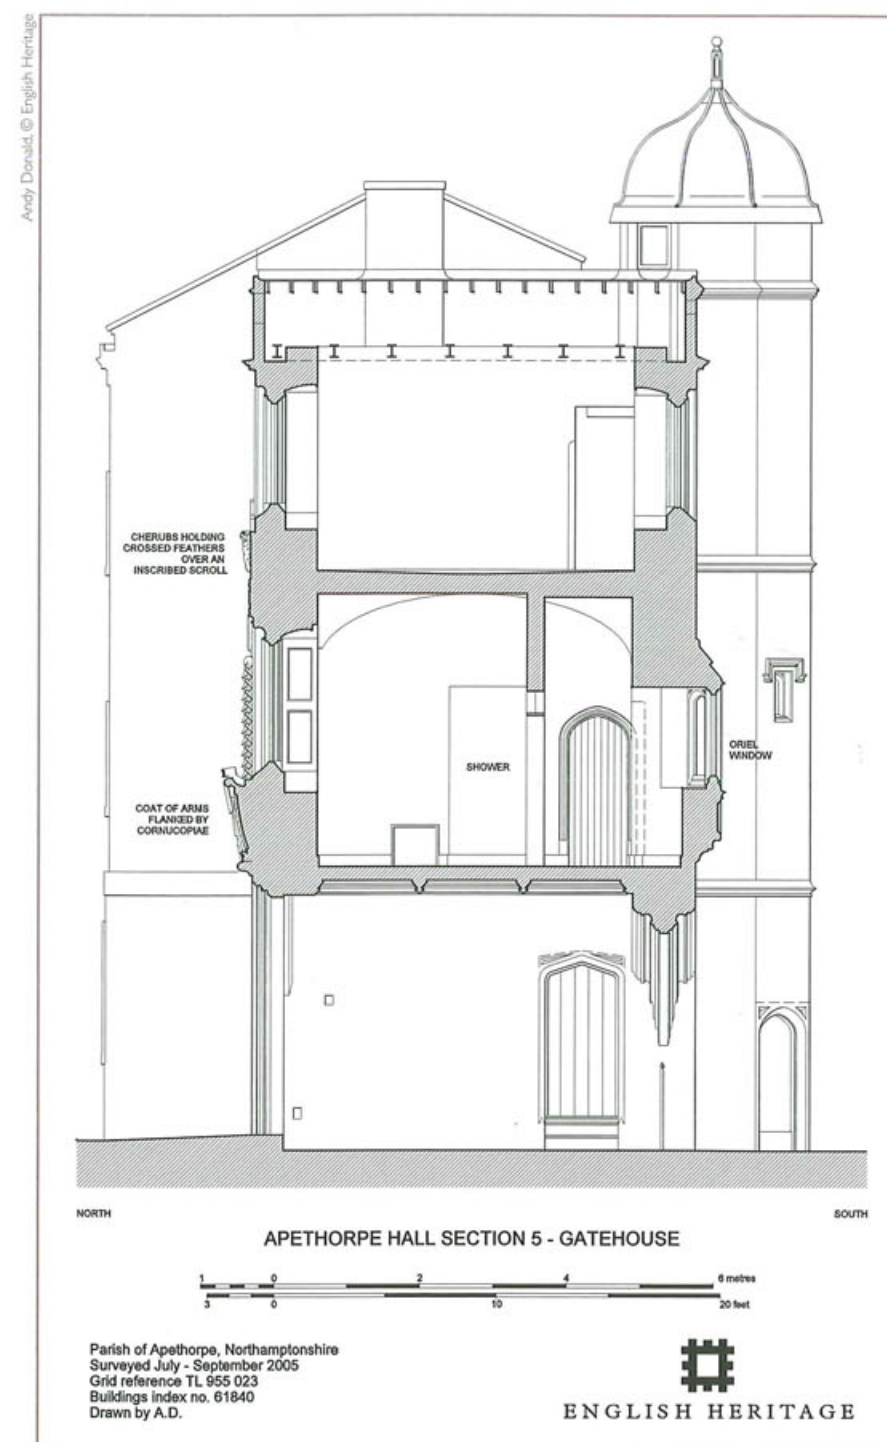 Andy Donald, © English Heritage
CHERUBS HOLDING
CROSSED FEATHERS
OVER AN
INSCRIBED SCROLL
SHOWER
ORIEL
WINDOW
COAT OF ARMS
FLANKED BY
CORNUCOPIAE
NORTH
SOUTH
APETHORPE HALL SECTION 5 - GATEHOUSE
1 0 2 4 6 metres
3 0 10 20 feet
Parish of Apethorpe, Northamptonshire
Surveyed July - September 2005
Grid reference TL 955 023
Buildings index no. 61840
Drawn by A.D.
ENGLISH HERITAGE